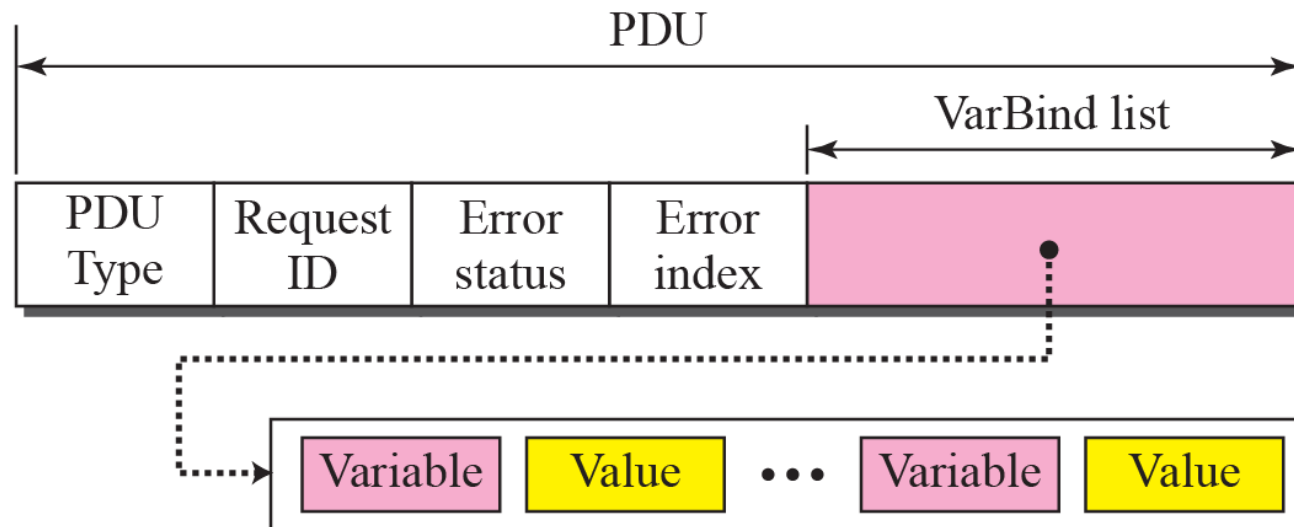 PDU
VarBind list
PDU
Type
Request
ID
Error
status
Error
index
Variable
Value
...
Variable
Value